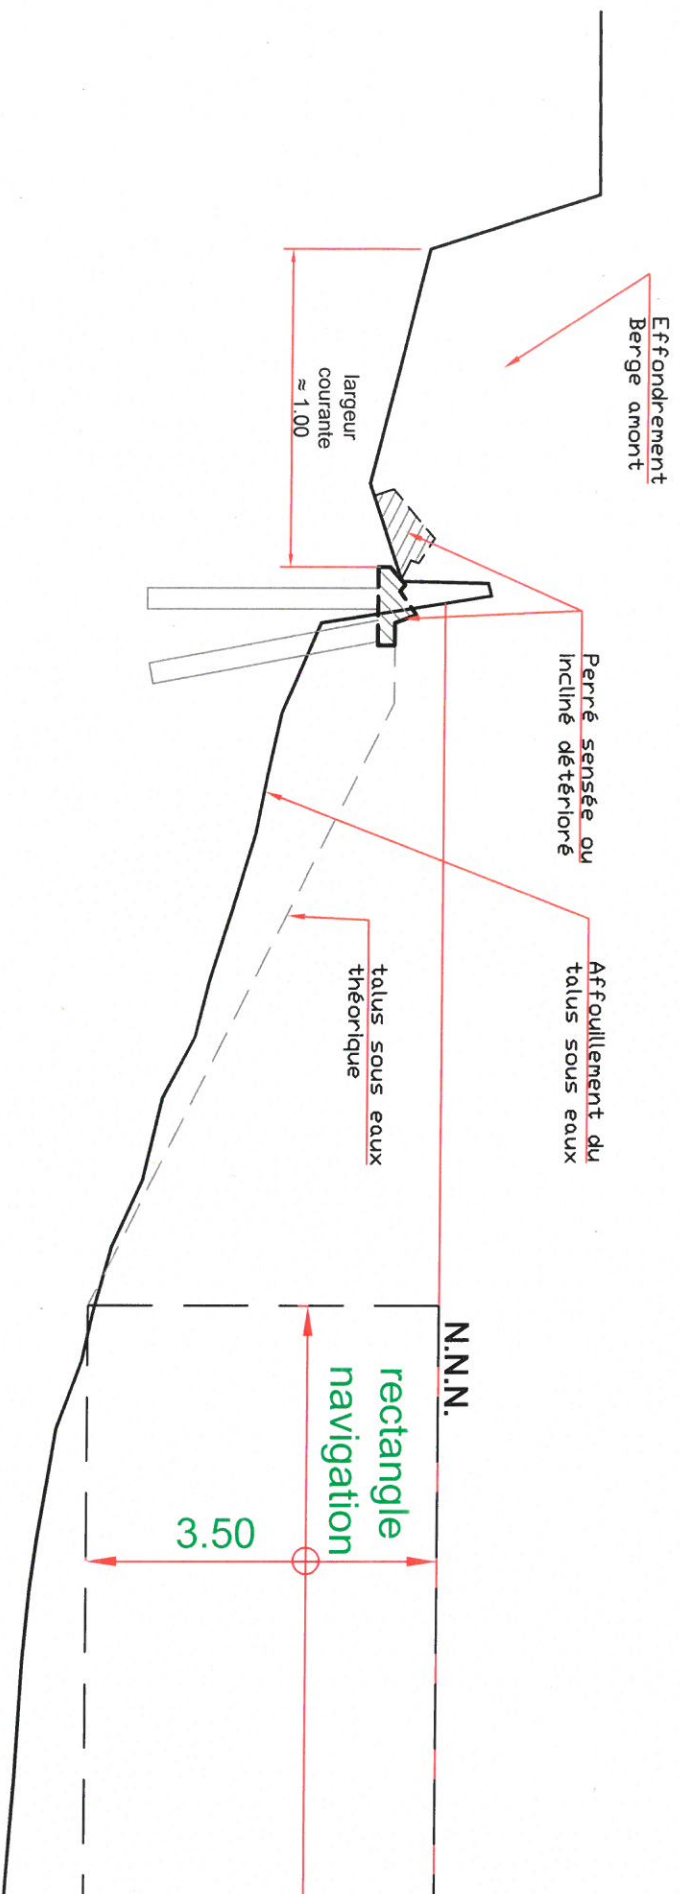 Effondrement
Berge amont
largeur
courante
≈ 1.00
Perré sensée ou
incliné détérioré
Affouillement du
talus sous eaux
talus sous eaux
théorique
N.N.N.
rectangle
navigation
3.50